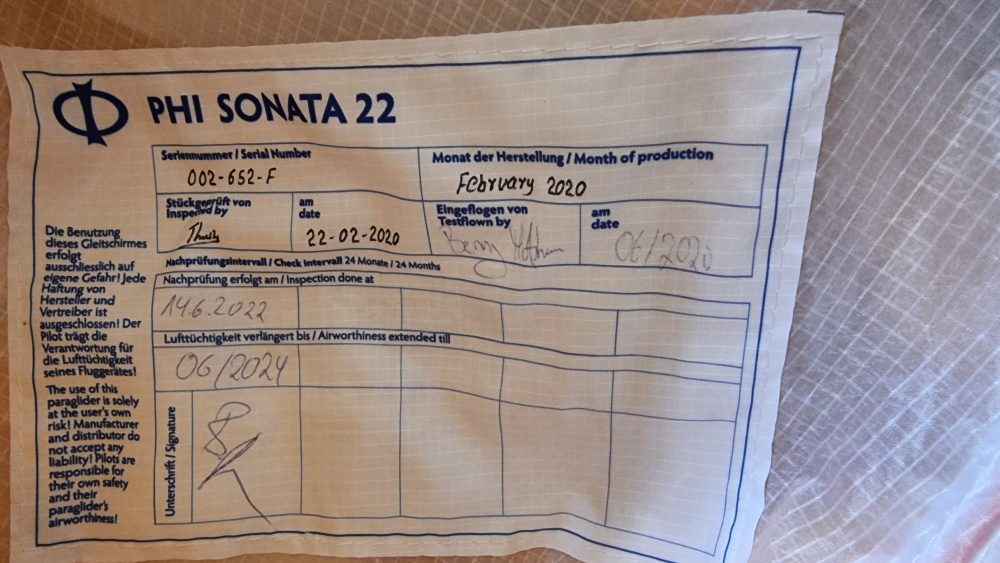 PHI SONATA 22
Seriennummer / Serial Number
002-652-F
Monat der Herstellung / Month of production
February 2020
Stückgeprüft von
Inspected by
am
date
22-02-2020
Eingeflogen von
Testflown by
am
date
06/2020
Nachprüfungsintervall / Check intervall 24 Monate / 24 Months
Nachprüfung erfolgt am / Inspection done at
14.6.2022
Lufttüchtigkeit verlängert bis / Airworthiness extended till
06/2024
Unterschrift / Signature
Die Benutzung
dieses Gleitschirmes
erfolgt
ausschliesslich auf
eigene Gefahr! Jede
Haftung von
Hersteller und
Vertreiber ist
ausgeschlossen! Der
Pilot trägt die
Verantwortung für
die Lufttüchtigkeit
seines Fluggerätes!
The use of this
paraglider is solely
at the user's own
risk! Manufacturer
and distributor do
not accept any
liability! Pilots are
responsible for
their own safety
and their
paraglider's
airworthiness!